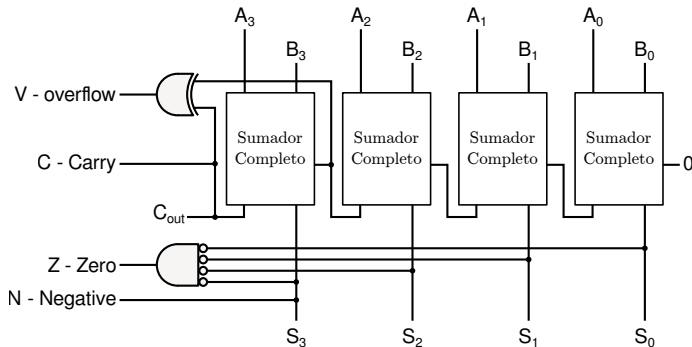 A3 A2 A1 A0
B3 B2 B1 B0
V - overflow
Sumador Completo
Sumador Completo
Sumador Completo
Sumador Completo
C - Carry
0
Cout
Z - Zero
N - Negative
S3 S2 S1 S0